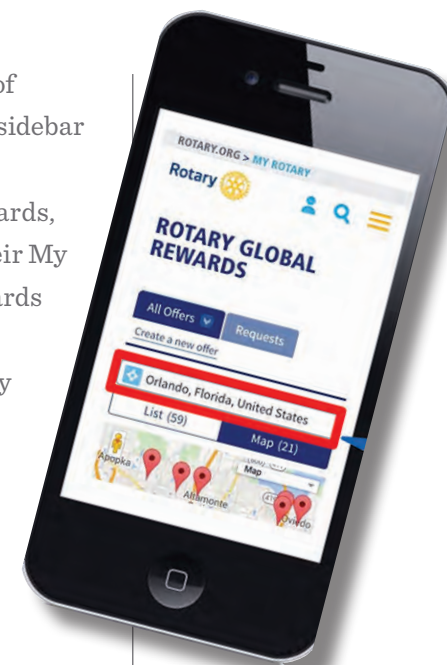 of
sidebar
ards,
eir My
ards
y
ROTARY.ORG > MY ROTARY
Rotary
ROTARY GLOBAL
REWARDS
All Offers
Requests
Create a new offer
Orlando, Florida, United States
List (59)
Map (21)
Map
Apopka
Altamonte
Oviedo